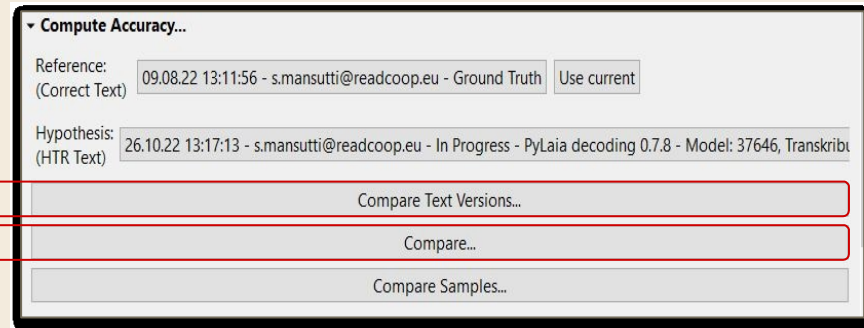 Compute Accuracy...
Reference:
(Correct Text)
09.08.22 13:11:56 - s.mansutti@readcoop.eu - Ground Truth
Use current
Hypothesis:
(HTR Text)
26.10.22 13:17:13 - s.mansutti@readcoop.eu - In Progress - PyLaia decoding 0.7.8 - Model: 37646,
Compare Text Versions...
Compare...
Compare Samples...